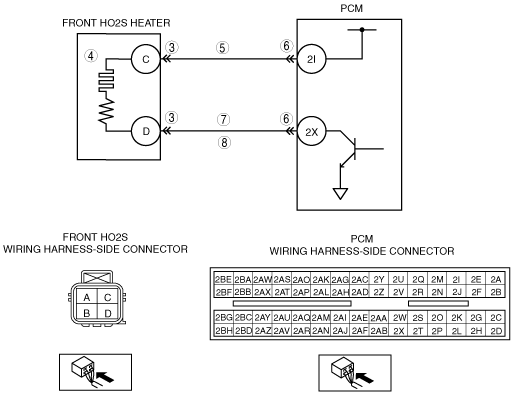 PCM
FRONT HO2S HEATER
4 3 5 6
C 2I
3 7 6
D 2X
8
FRONT HO2S
WIRING HARNESS-SIDE CONNECTOR
A C
B D
PCM
WIRING HARNESS-SIDE CONNECTOR
2BE 2BA 2AW 2AS 2AO 2AK 2AG 2AC 2Y 2U 2Q 2M 2I 2E 2A
2BF 2BB 2AX 2AT 2AP 2AL 2AH 2AD 2Z 2V 2R 2N 2J 2F 2B
2BG 2BC 2AY 2AU 2AQ 2AM 2AI 2AE 2AA 2W 2S 2O 2K 2G 2C
2BH 2BD 2AZ 2AV 2AR 2AN 2AJ 2AF 2AB 2X 2T 2P 2L 2H 2D